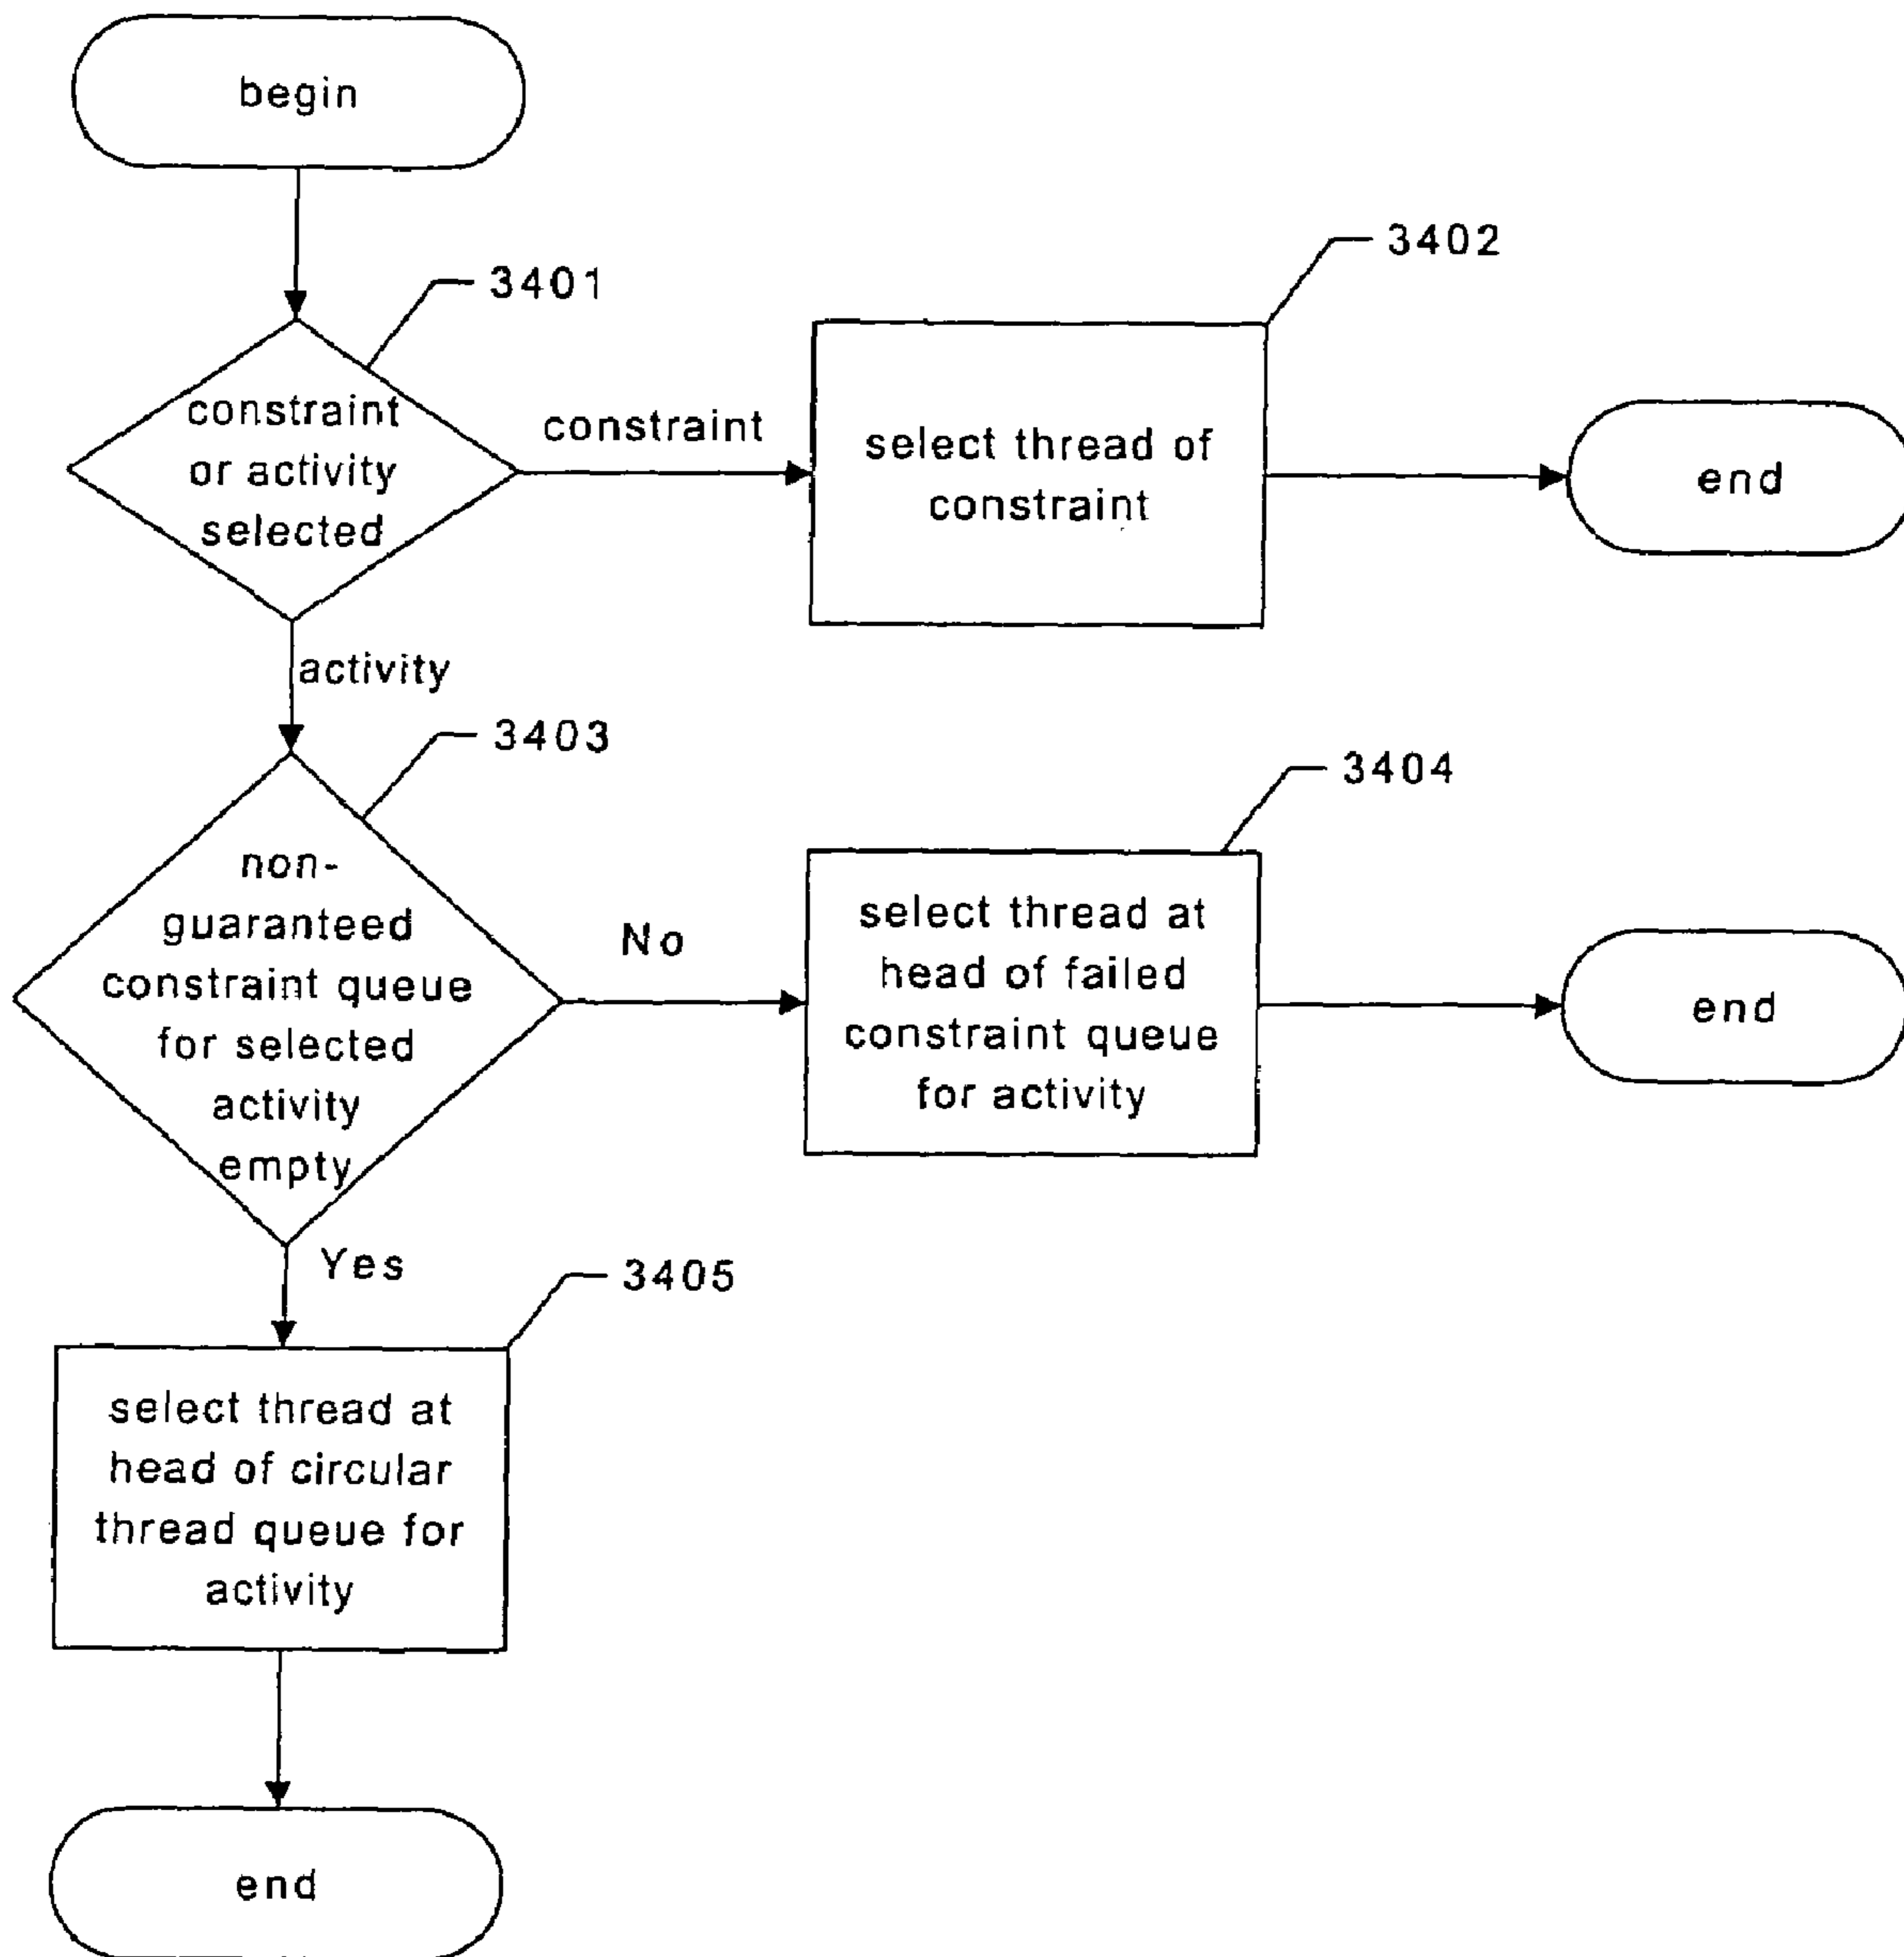 begin
3401
constraint
or activity
selected
constraint
3402
select thread of
constraint
end
activity
3403
non-
guaranteed
constraint queue
for selected
activity
empty
No
3404
select thread at
head of failed
constraint queue
for activity
end
Yes
3405
select thread at
head of circular
thread queue for
activity
end